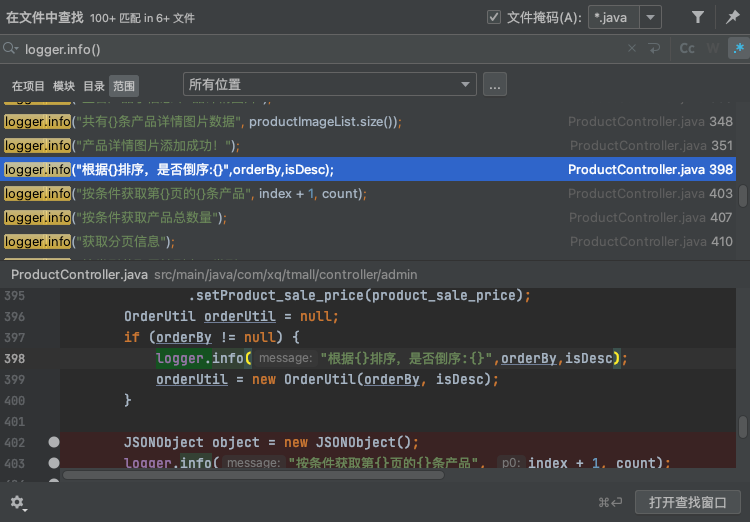 在文件中查找 100+ 匹配 in 6+ 文件 文件掩码(A): *.java
logger.info() Cc W .*
在项目 模块 目录 范围 所有位置 ...
logger.info("共有{}条产品详情图片数据", productImageList.size()); ProductController.java 348
logger.info("产品详情图片添加成功！"); ProductController.java 351
logger.info("根据{}排序，是否倒序:{}",orderBy,isDesc); ProductController.java 398
logger.info("按条件获取第{}页的{}条产品", index + 1, count); ProductController.java 403
logger.info("按条件获取产品总数量"); ProductController.java 407
logger.info("获取分页信息"); ProductController.java 410
ProductController.java src/main/java/com/xq/tmall/controller/admin
395 .setProduct_sale_price(product_sale_price);
396 OrderUtil orderUtil = null;
397 if (orderBy != null) {
398 logger.info( message: "根据{}排序，是否倒序:{}",orderBy,isDesc);
399 orderUtil = new OrderUtil(orderBy, isDesc);
400 }
401
402 JSONObject object = new JSONObject();
403 logger.info( message: "按条件获取第{}页的{}条产品", p0: index + 1, count);
⌘⏎ 打开查找窗口